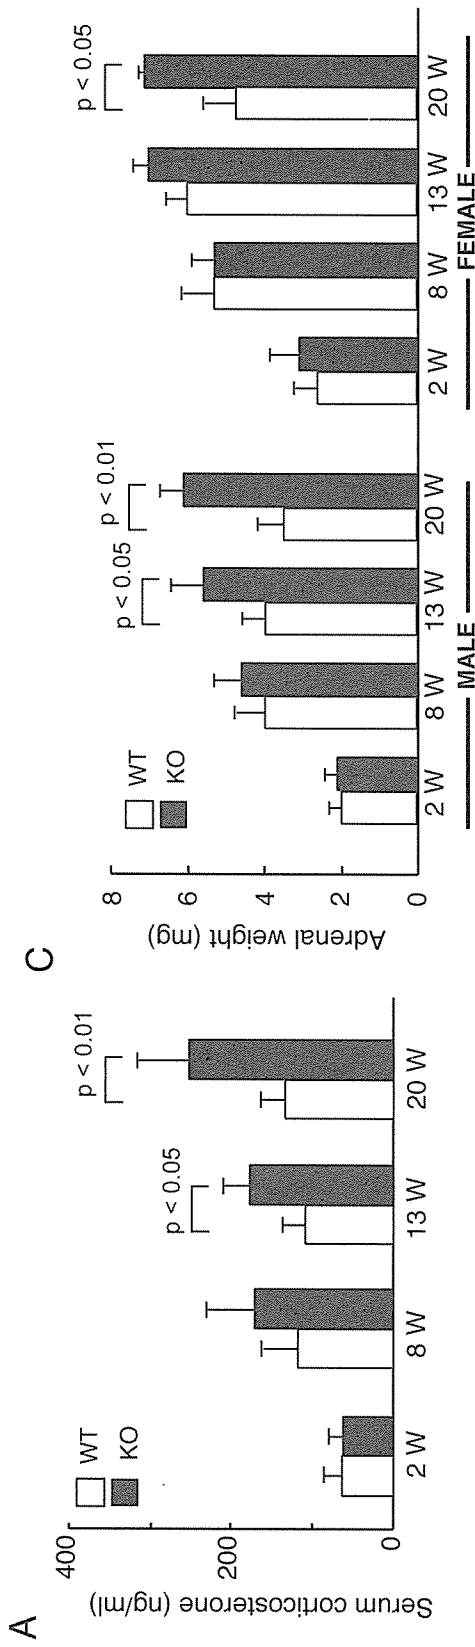 A
Serum corticosterone (ng/ml)
400
200
0
WT
KO
p < 0.05
p < 0.01
2 W
8 W
13 W
20 W
C
Adrenal weight (mg)
8
6
4
2
0
WT
KO
p < 0.05
p < 0.01
p < 0.05
2 W
8 W
13 W
20 W
2 W
8 W
13 W
20 W
MALE
FEMALE